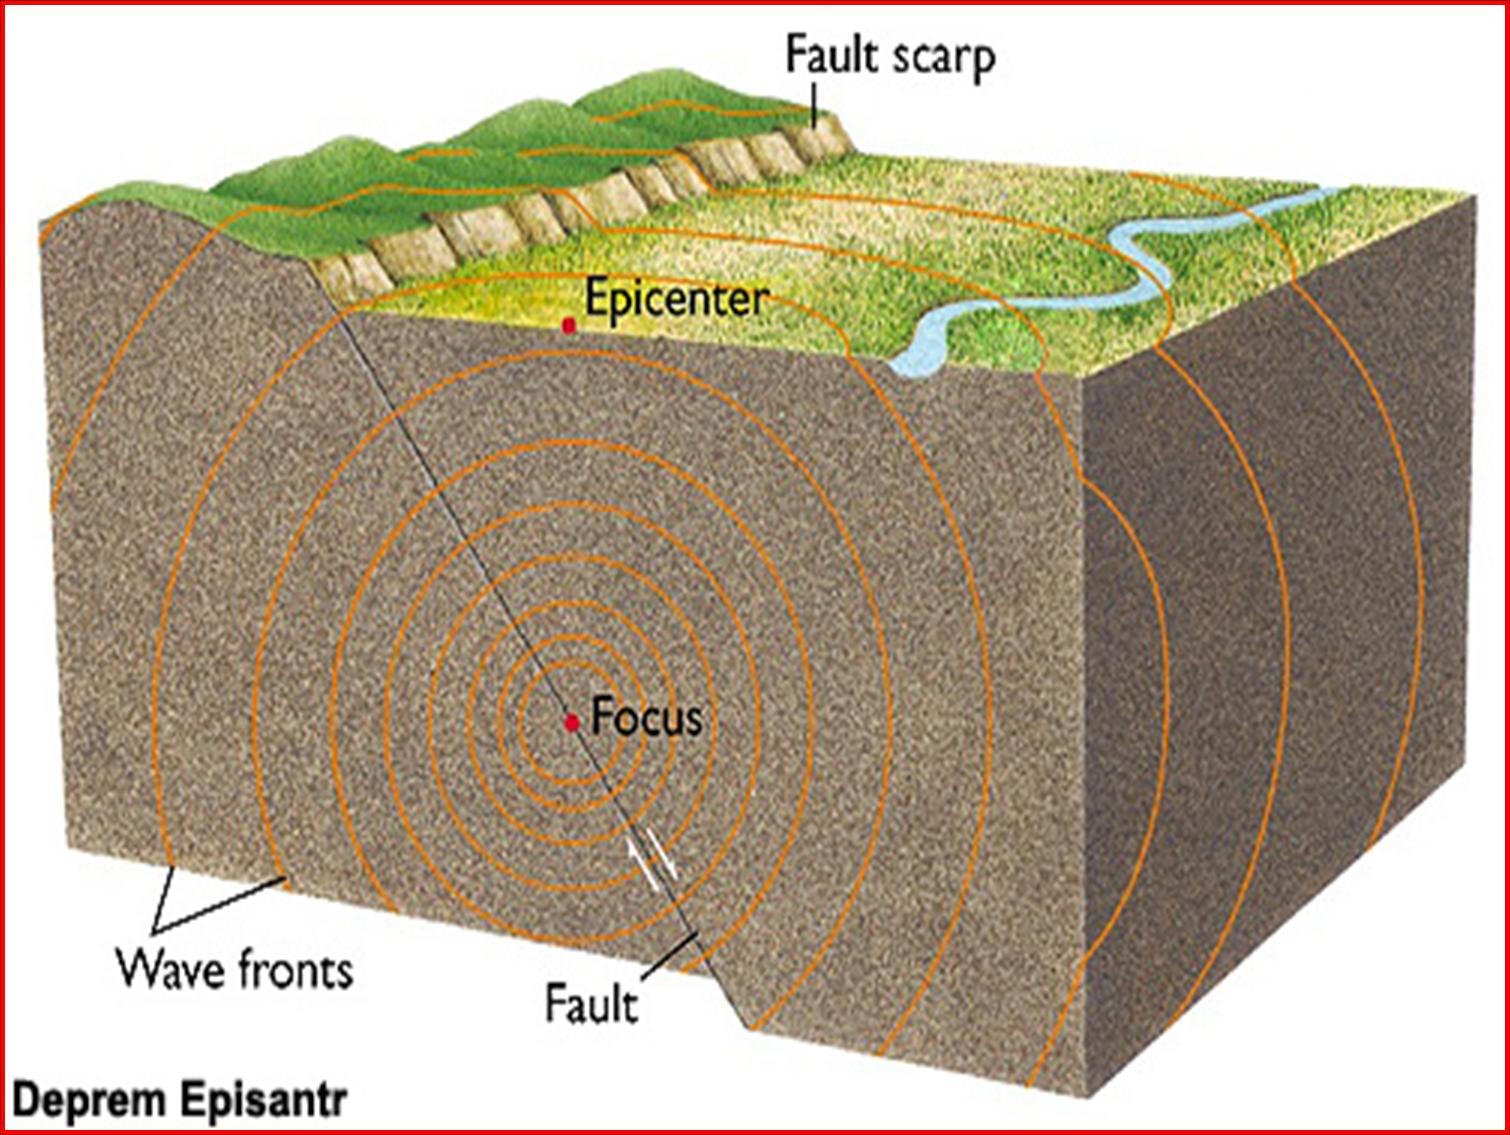 Fault scarp
Epicenter
Focus
Wave fronts
Fault
Deprem Episantr